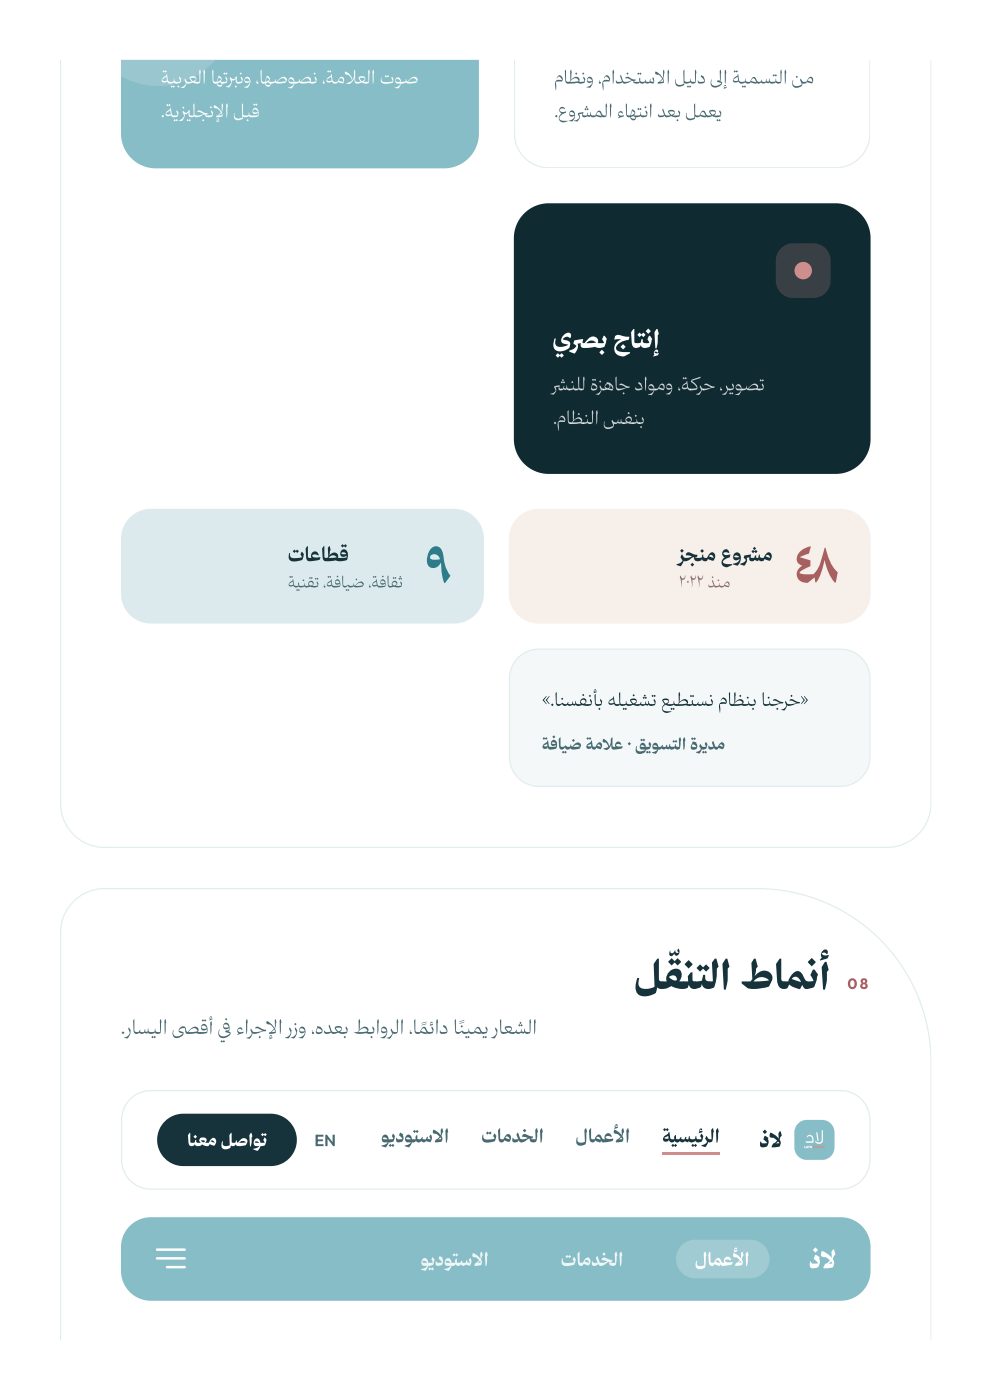 من التسمية إلى دليل الاستخدام، ونظام
يعمل بعد انتهاء المشروع.
صوت العلامة، نصوصها، ونبرتها العربية
قبل الإنجليزية.
إنتاج بصري
تصوير، حركة، ومواد جاهزة للنشر
بنفس النظام.
٤٨
مشروع منجز
منذ ٢٠٢٢
٩
قطاعات
ثقافة، ضيافة، تقنية
«خرجنا بنظام نستطيع تشغيله بأنفسنا.»
مديرة التسويق · علامة ضيافة
08 أنماط التنقّل
الشعار يمينًا دائمًا، الروابط بعده، وزر الإجراء في أقصى اليسار.
لاذ لاذ الرئيسية الأعمال الخدمات الاستوديو EN تواصل معنا
لاذ الأعمال الخدمات الاستوديو